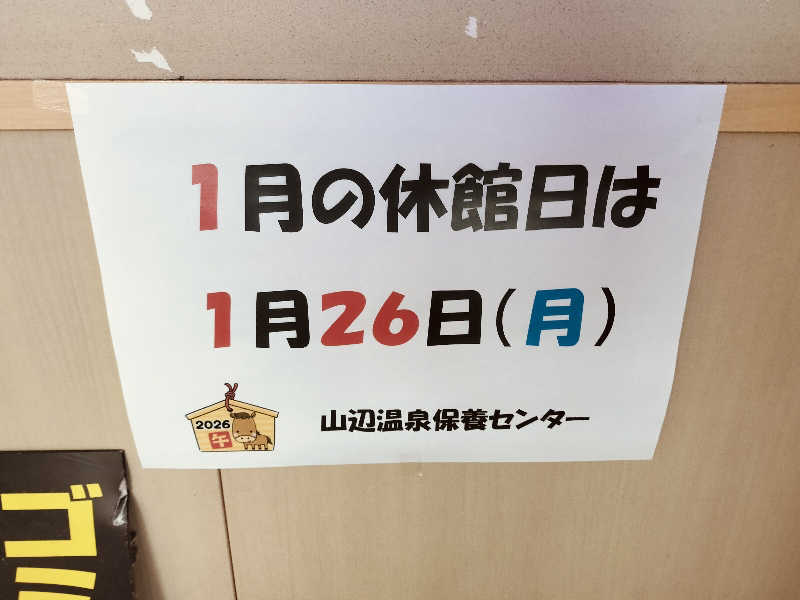 1月の休館日は
1月26日(月)
2026
午
山辺温泉保養センター
ゴミ